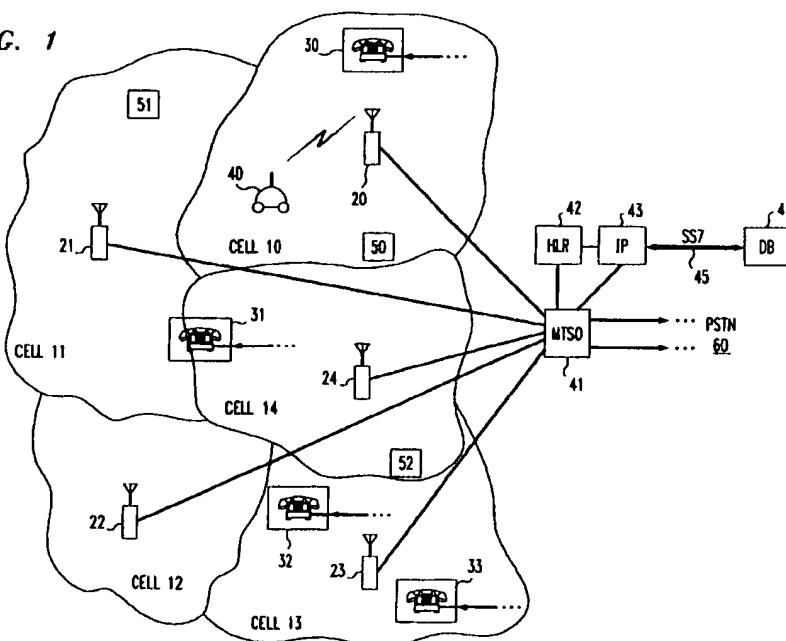 G. 1
30
51
40
20
42
43
4
HLR
IP
SS7
DB
45
21
CELL 10
50
31
MTSO
PSTN
60
41
CELL 11
24
CELL 14
52
22
32
23
33
CELL 12
CELL 13